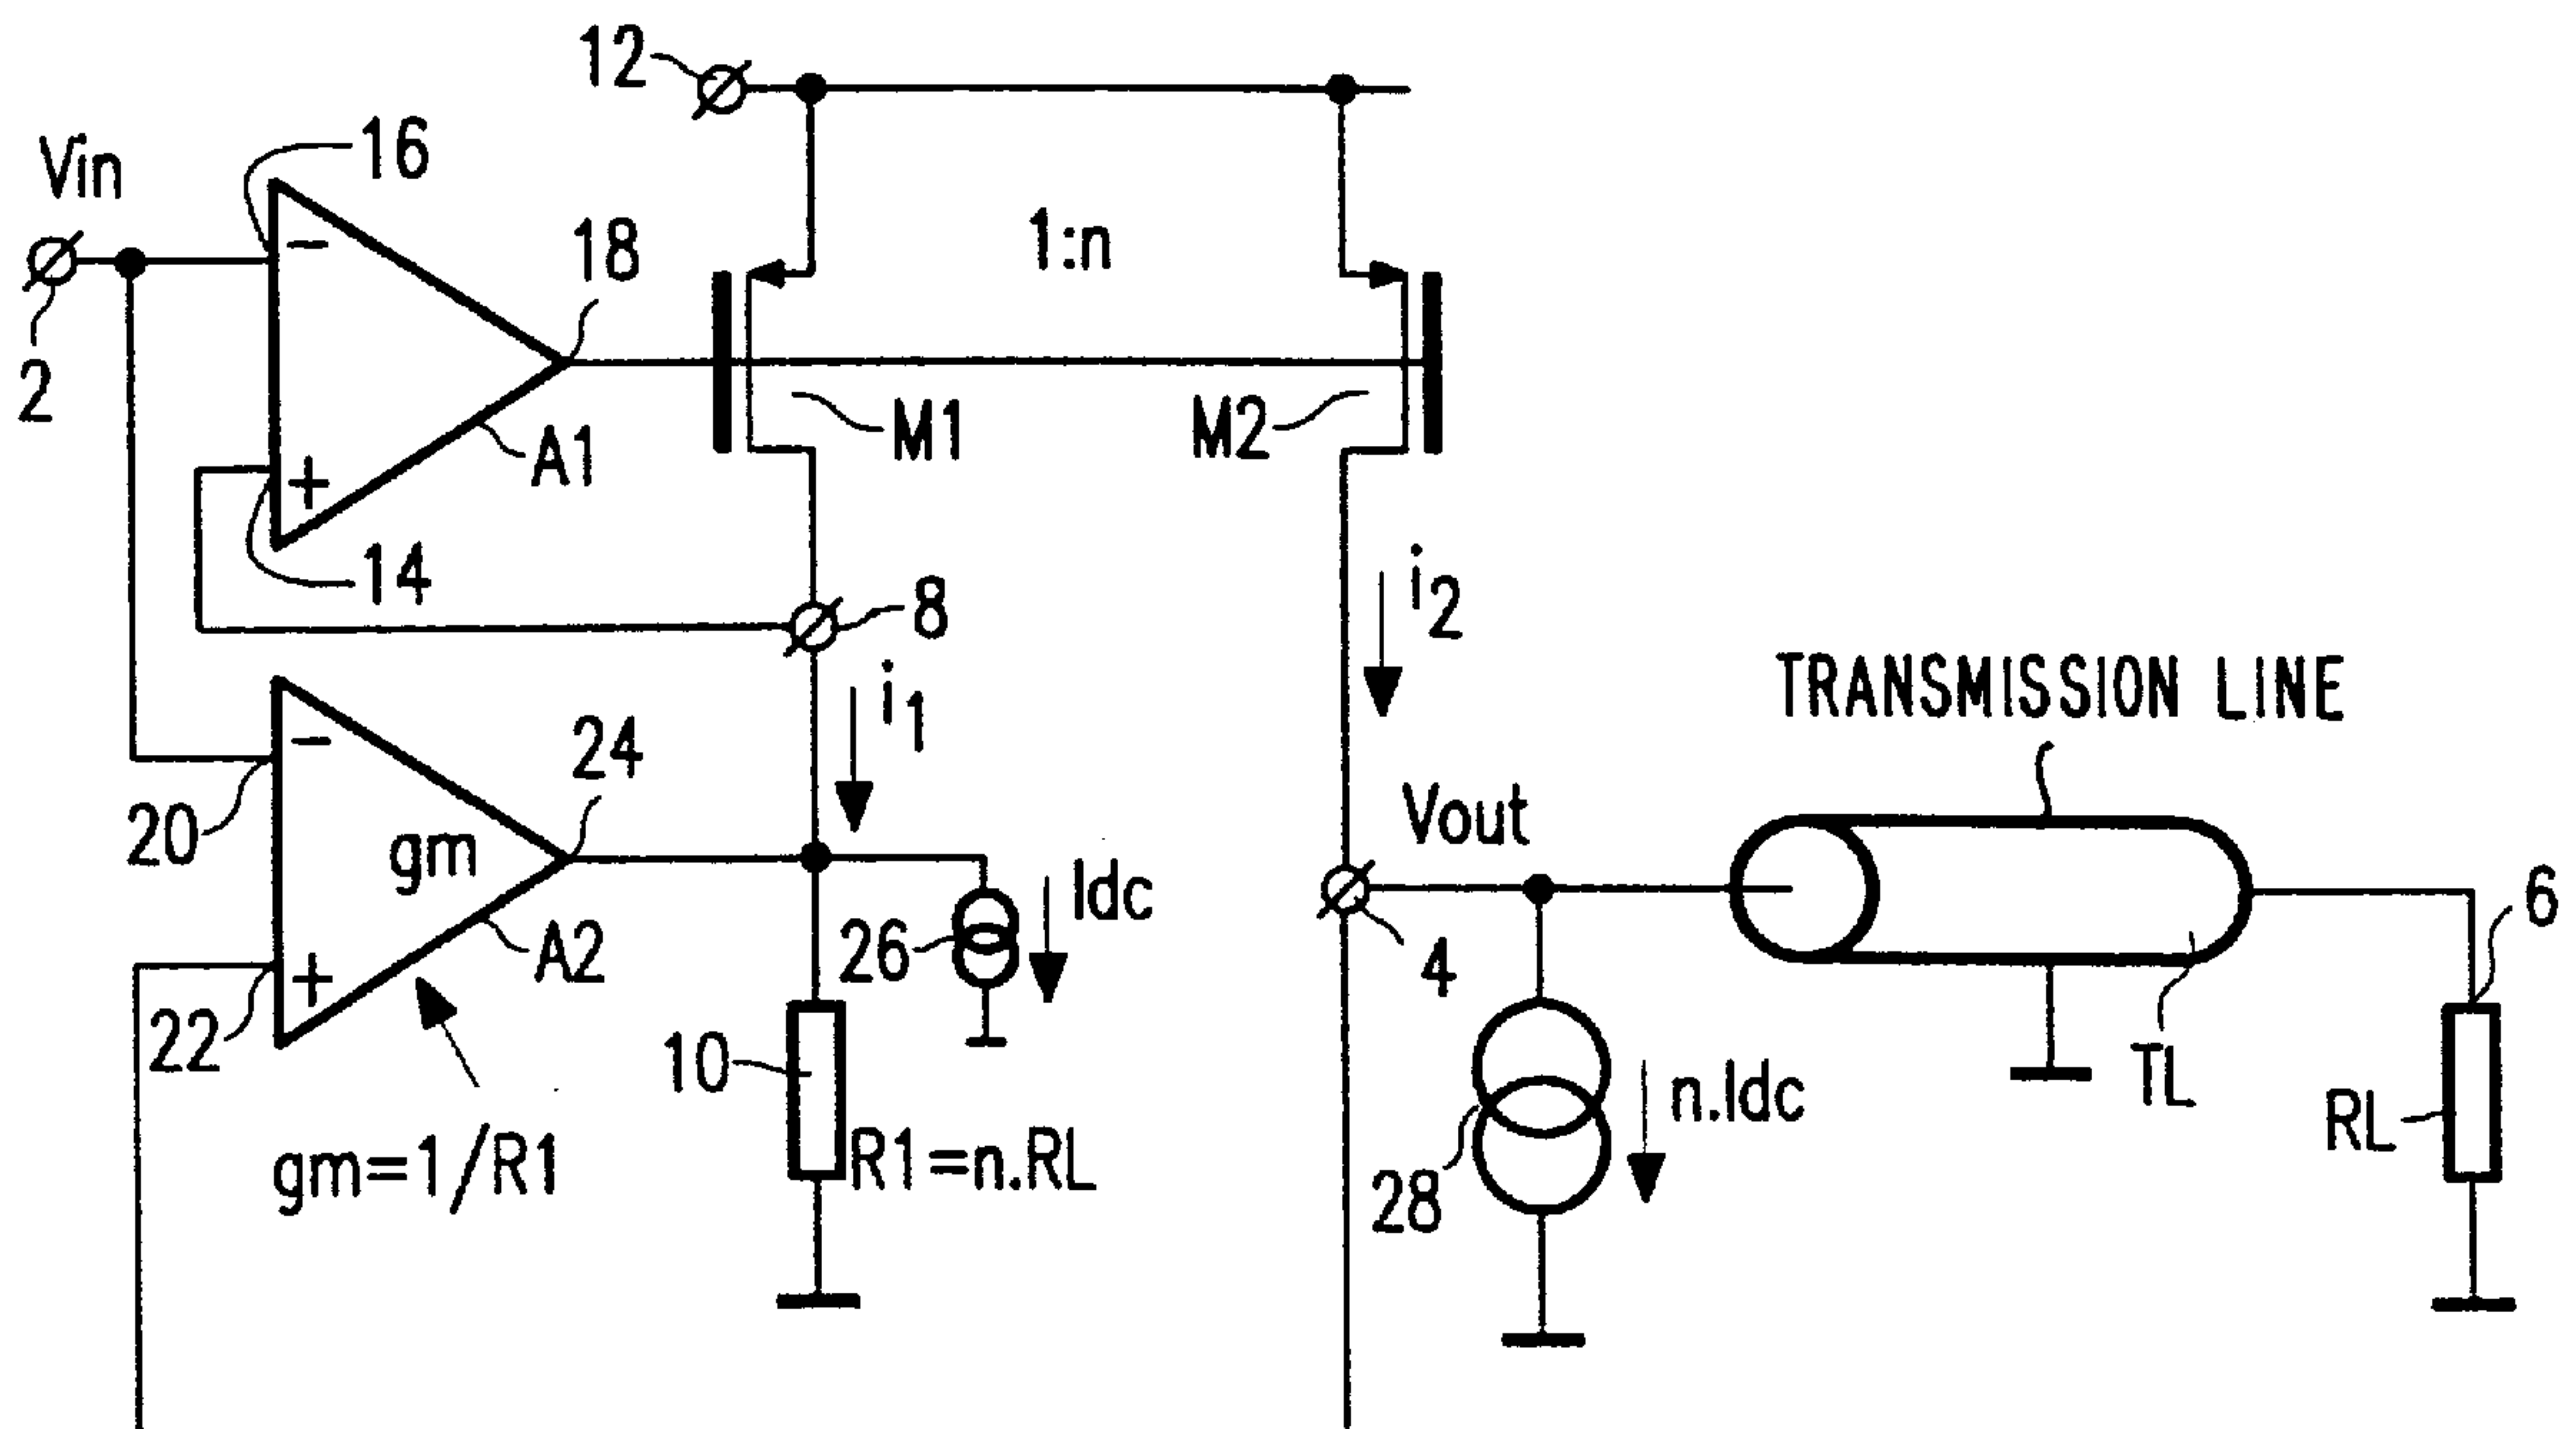 12
Vin
16
−
18
1:n
2
+
A1
M1
M2
14
8
i2
i1
TRANSMISSION LINE
24
−
20
gm
Vout
Idc
6
26
A2
4
+
22
10
TL
n.Idc
RL
gm=1/R1
R1=n.RL
28